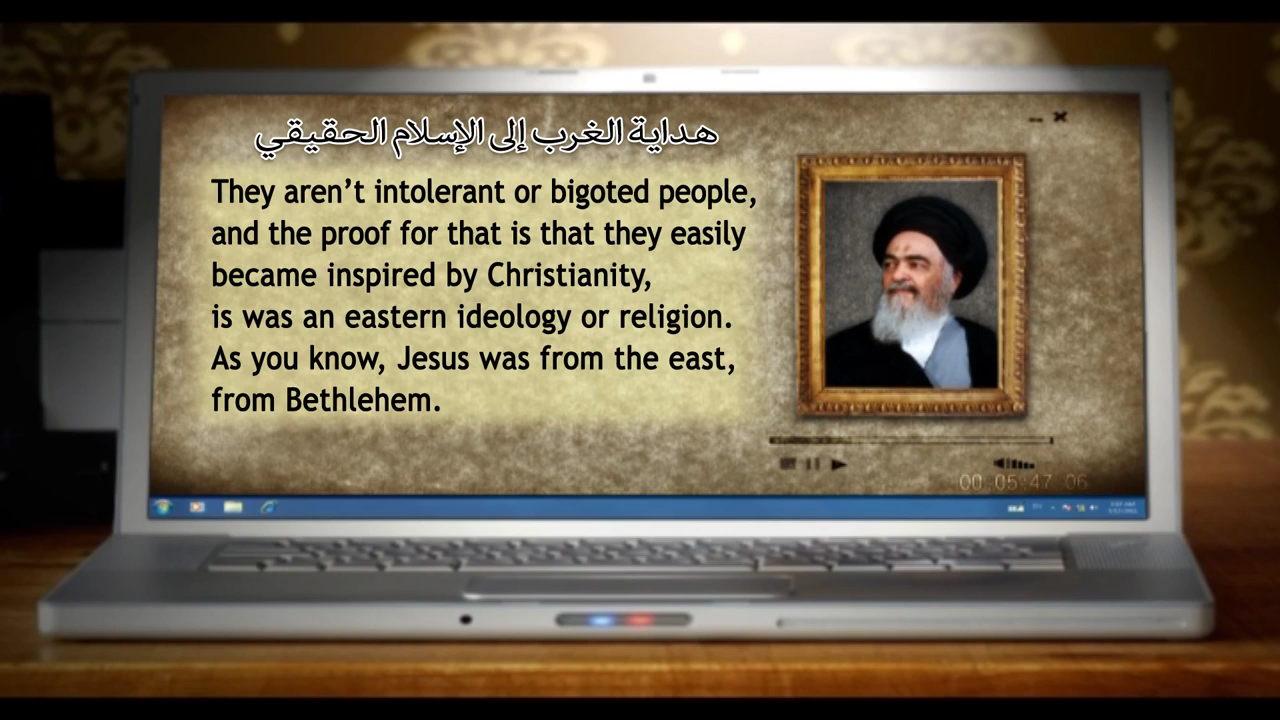 هداية الغرب إلى الإسلام الحقيقي
They aren't intolerant or bigoted people,
and the proof for that is that they easily
became inspired by Christianity,
is was an eastern ideology or religion.
As you know, Jesus was from the east,
from Bethlehem.
00:05:47 06